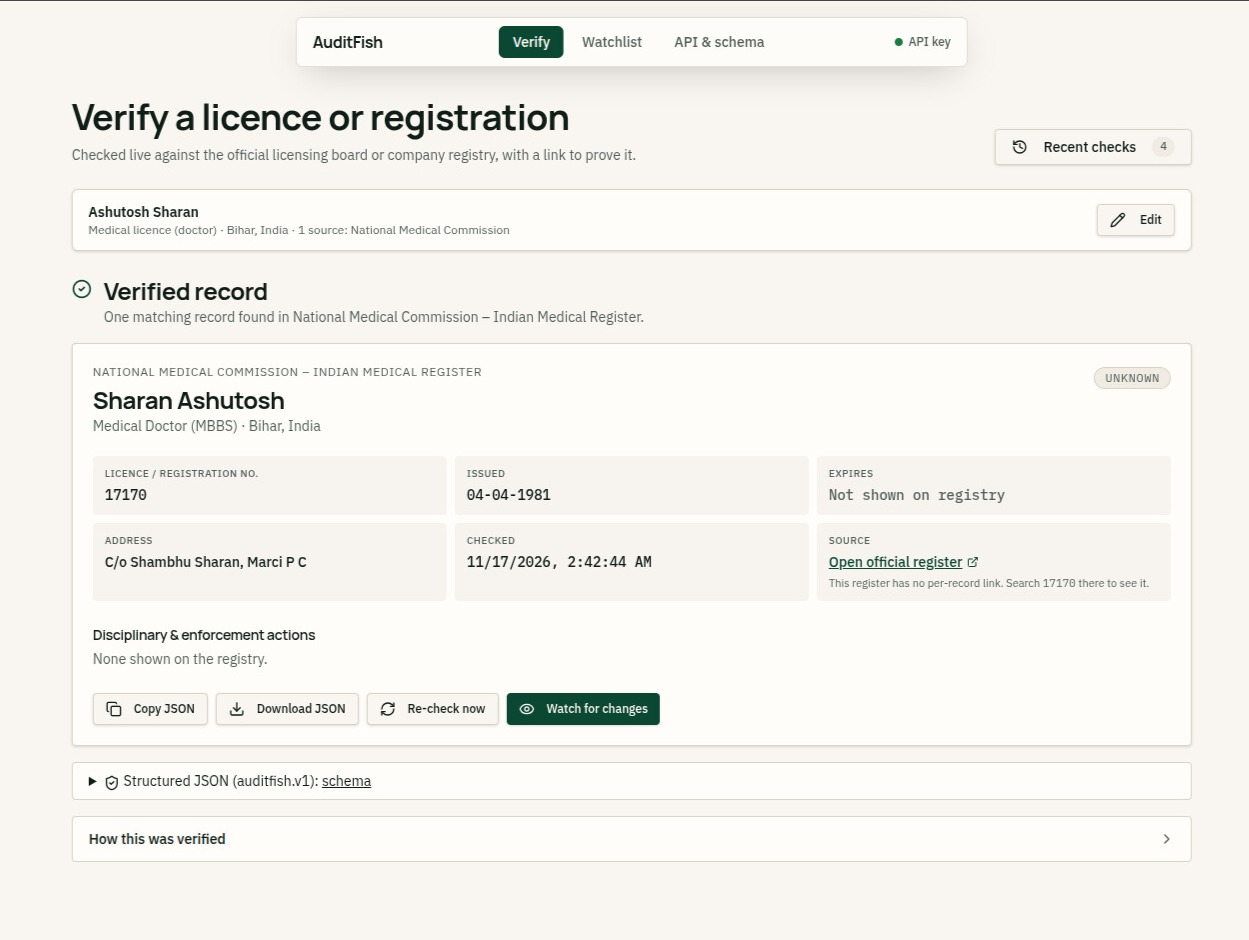 AuditFish
Verify
Watchlist
API & schema
API key
Verify a licence or registration
Checked live against the official licensing board or company registry, with a link to prove it.
Recent checks 4
Ashutosh Sharan
Medical licence (doctor) · Bihar, India · 1 source: National Medical Commission
Edit
Verified record
One matching record found in National Medical Commission – Indian Medical Register.
NATIONAL MEDICAL COMMISSION – INDIAN MEDICAL REGISTER
UNKNOWN
Sharan Ashutosh
Medical Doctor (MBBS) · Bihar, India
LICENCE / REGISTRATION NO.
17170
ISSUED
04-04-1981
EXPIRES
Not shown on registry
ADDRESS
C/o Shambhu Sharan, Marci P C
CHECKED
11/17/2026, 2:42:44 AM
SOURCE
Open official register
This register has no per-record link. Search 17170 there to see it.
Disciplinary & enforcement actions
None shown on the registry.
Copy JSON
Download JSON
Re-check now
Watch for changes
Structured JSON (auditfish.v1): schema
How this was verified